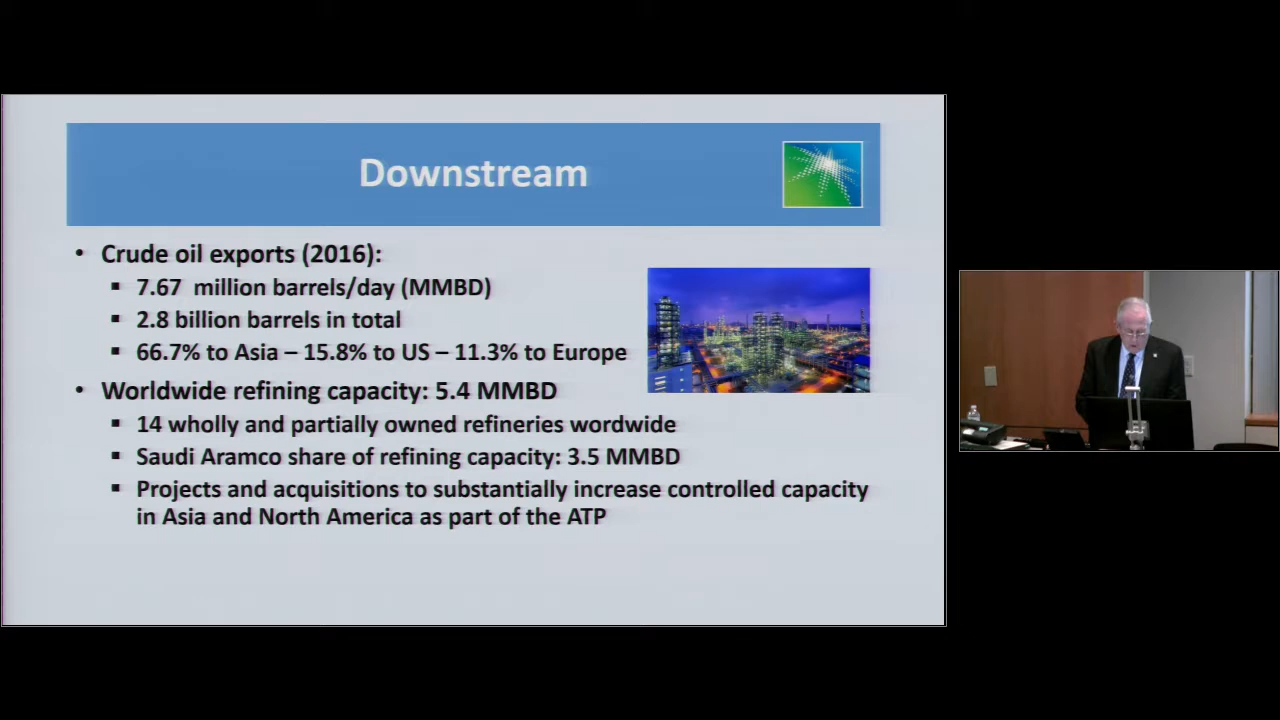 Downstream
• Crude oil exports (2016):
▪ 7.67 million barrels/day (MMBD)
▪ 2.8 billion barrels in total
▪ 66.7% to Asia – 15.8% to US – 11.3% to Europe
• Worldwide refining capacity: 5.4 MMBD
▪ 14 wholly and partially owned refineries wordwide
▪ Saudi Aramco share of refining capacity: 3.5 MMBD
▪ Projects and acquisitions to substantially increase controlled capacity
in Asia and North America as part of the ATP